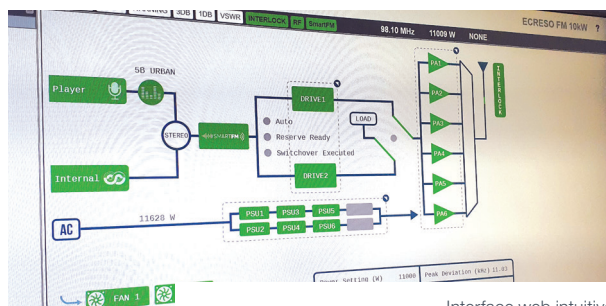 3DB 1DB VSWR INTERLOCK RF SmartFM
98.10 MHz 11009 W NONE
ECRESO FM 10kW ?
5B URBAN
Player
STEREO
SMARTFM
Internal
DRIVE1
Auto
Reserve Ready
Switchover Executed
DRIVE2
LOAD
PA1
PA2
PA3
PA4
PA5
PA6
INTERLOCK
AC
11628 W
PSU1 PSU3 PSU5
PSU2 PSU4 PSU6
FAN 1
Setting (W) 11000 Peak Deviation (kHz)
Interface web intuitiv